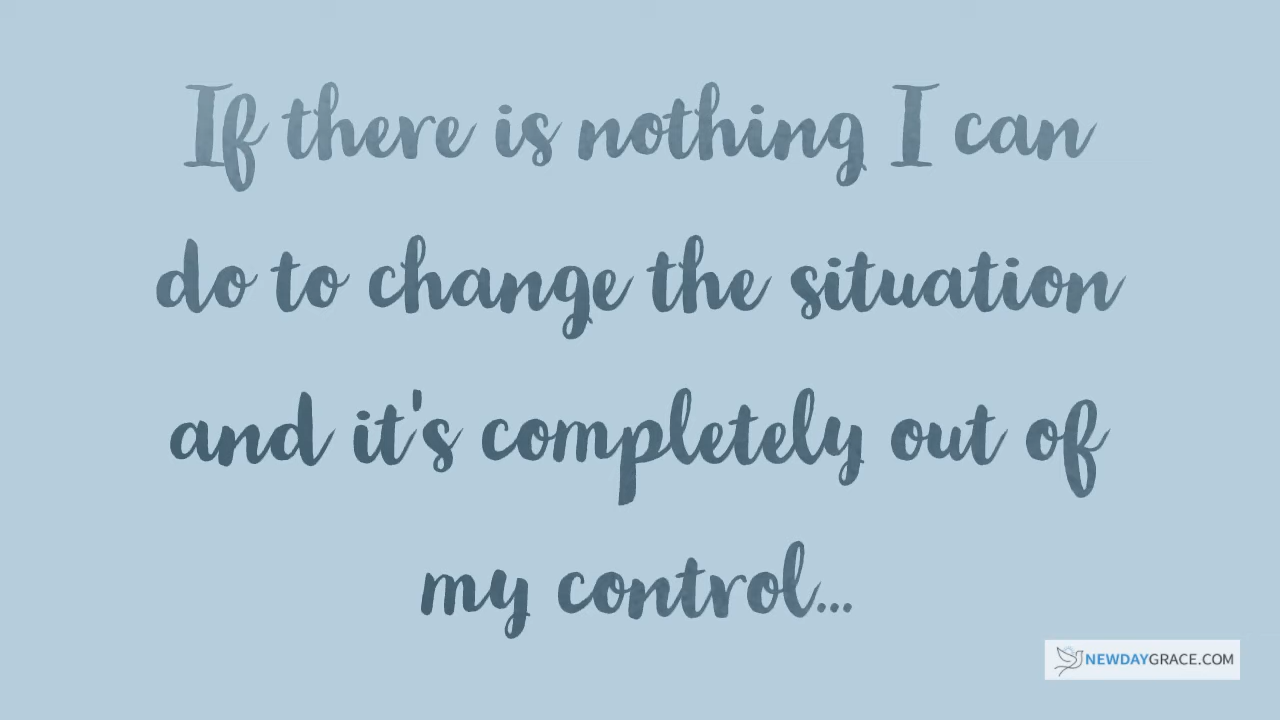 If there is nothing I can
do to change the situation
and it's completely out of
my control...
NEWDAYGRACE.COM